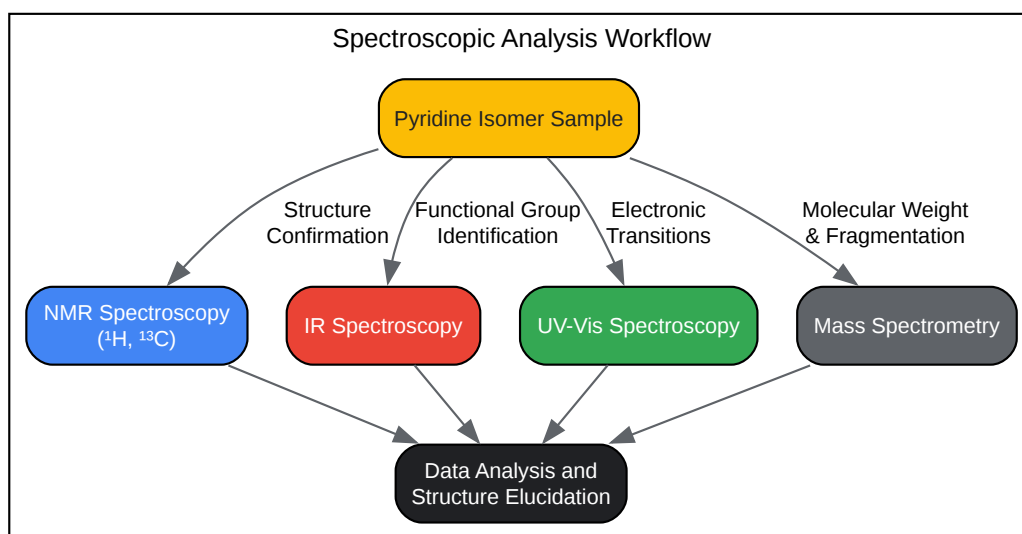 Spectroscopic Analysis Workflow
Pyridine Isomer Sample
Structure
Confirmation
Functional Group
Identification
Electronic
Transitions
Molecular Weight
& Fragmentation
NMR Spectroscopy
(¹H, ¹³C)
IR Spectroscopy
UV-Vis Spectroscopy
Mass Spectrometry
Data Analysis and
Structure Elucidation